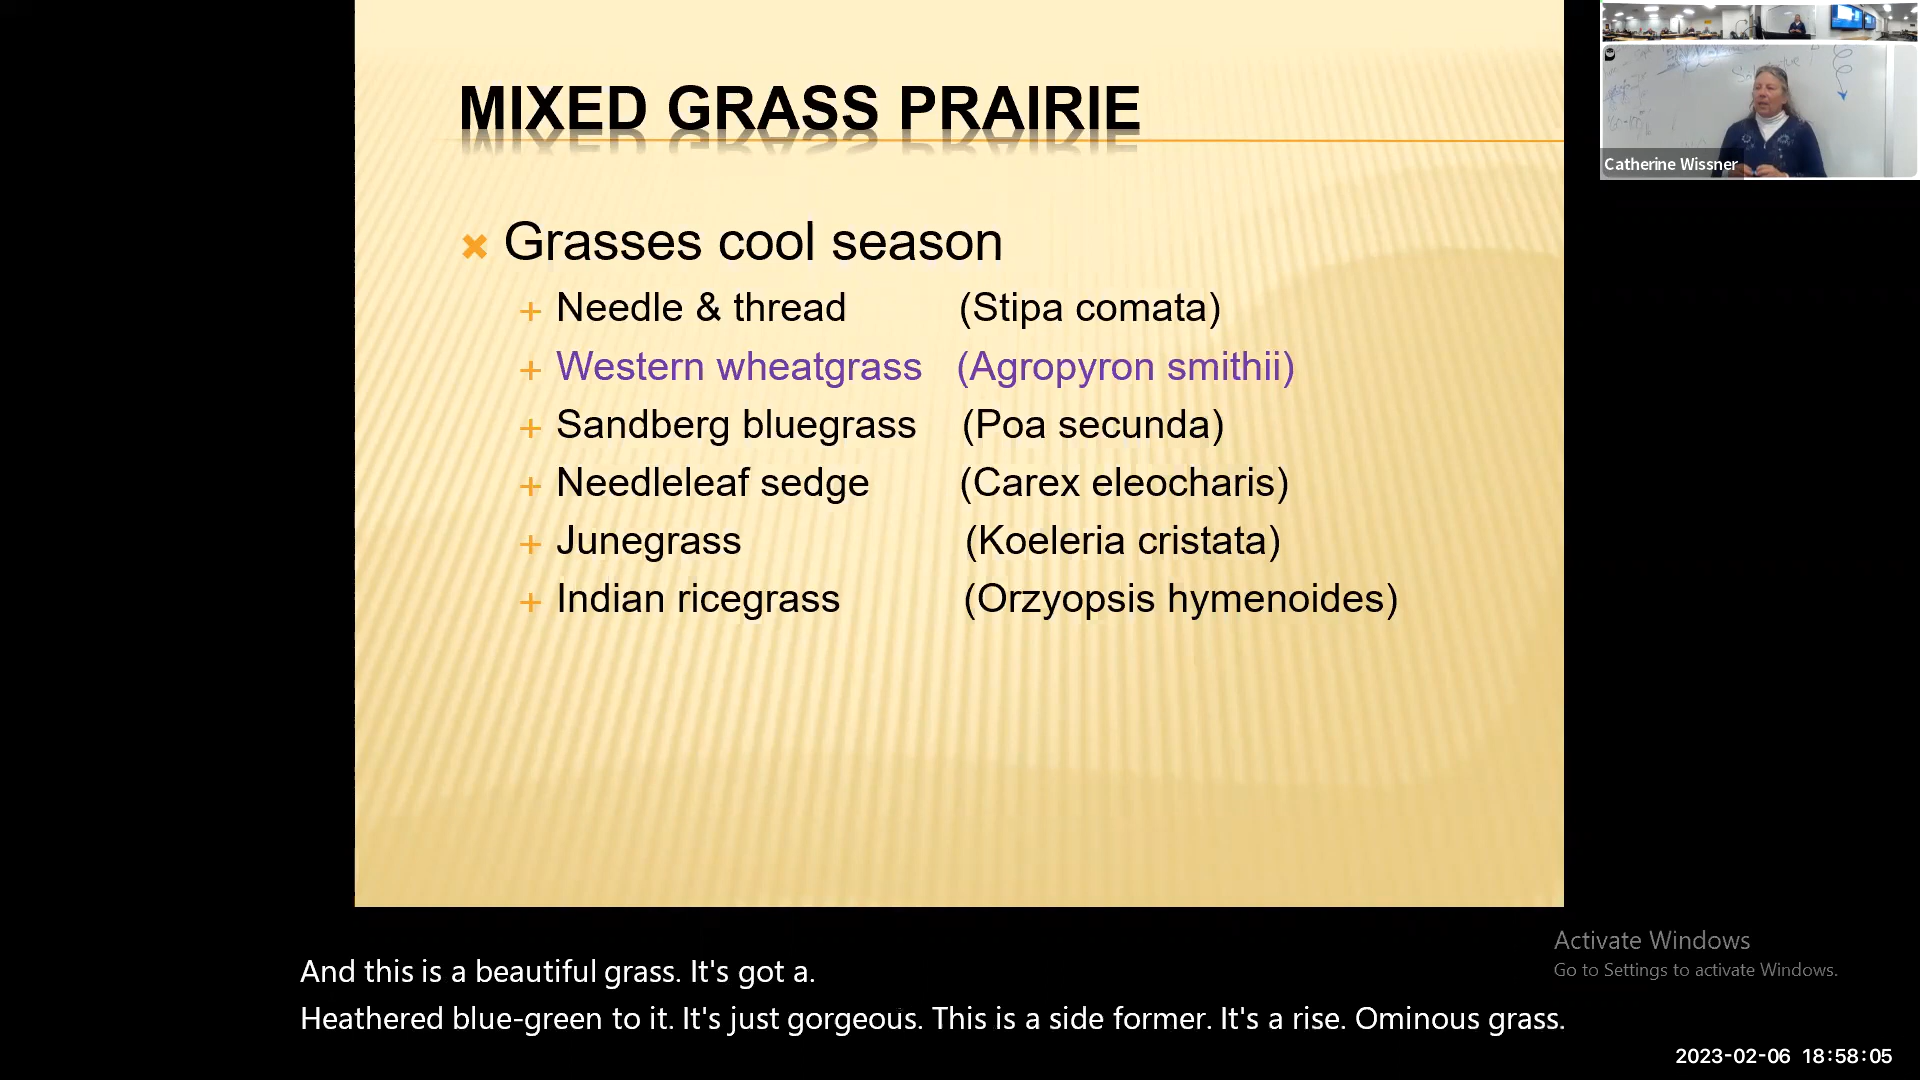 MIXED GRASS PRAIRIE
Grasses cool season
Needle & thread (Stipa comata)
Western wheatgrass (Agropyron smithii)
Sandberg bluegrass (Poa secunda)
Needleleaf sedge (Carex eleocharis)
Junegrass (Koeleria cristata)
Indian ricegrass (Orzyopsis hymenoides)
Catherine Wissner
And this is a beautiful grass. It's got a.
Heathered blue-green to it. It's just gorgeous. This is a side former. It's a rise. Ominous grass.
Activate Windows
Go to Settings to activate Windows.
2023-02-06 18:58:05